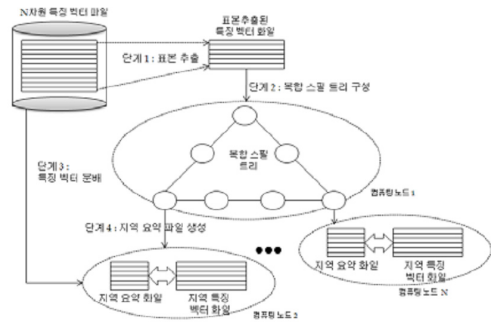 N차원 특징 벡터 파일
표본추출된
특징 벡터 화일
단계1 : 표본 추출
단계2 : 복합 스필 트리 구성
복합 스필
트리
컴퓨팅노드1
단계3 :
특징 벡터 분배
단계4 : 지역 요약 파일 생성
지역 요약 화일
지역 특징
벡터화일
컴퓨팅노드 N
지역 요약 화일
지역 특징
벡터화일
컴퓨팅노드2